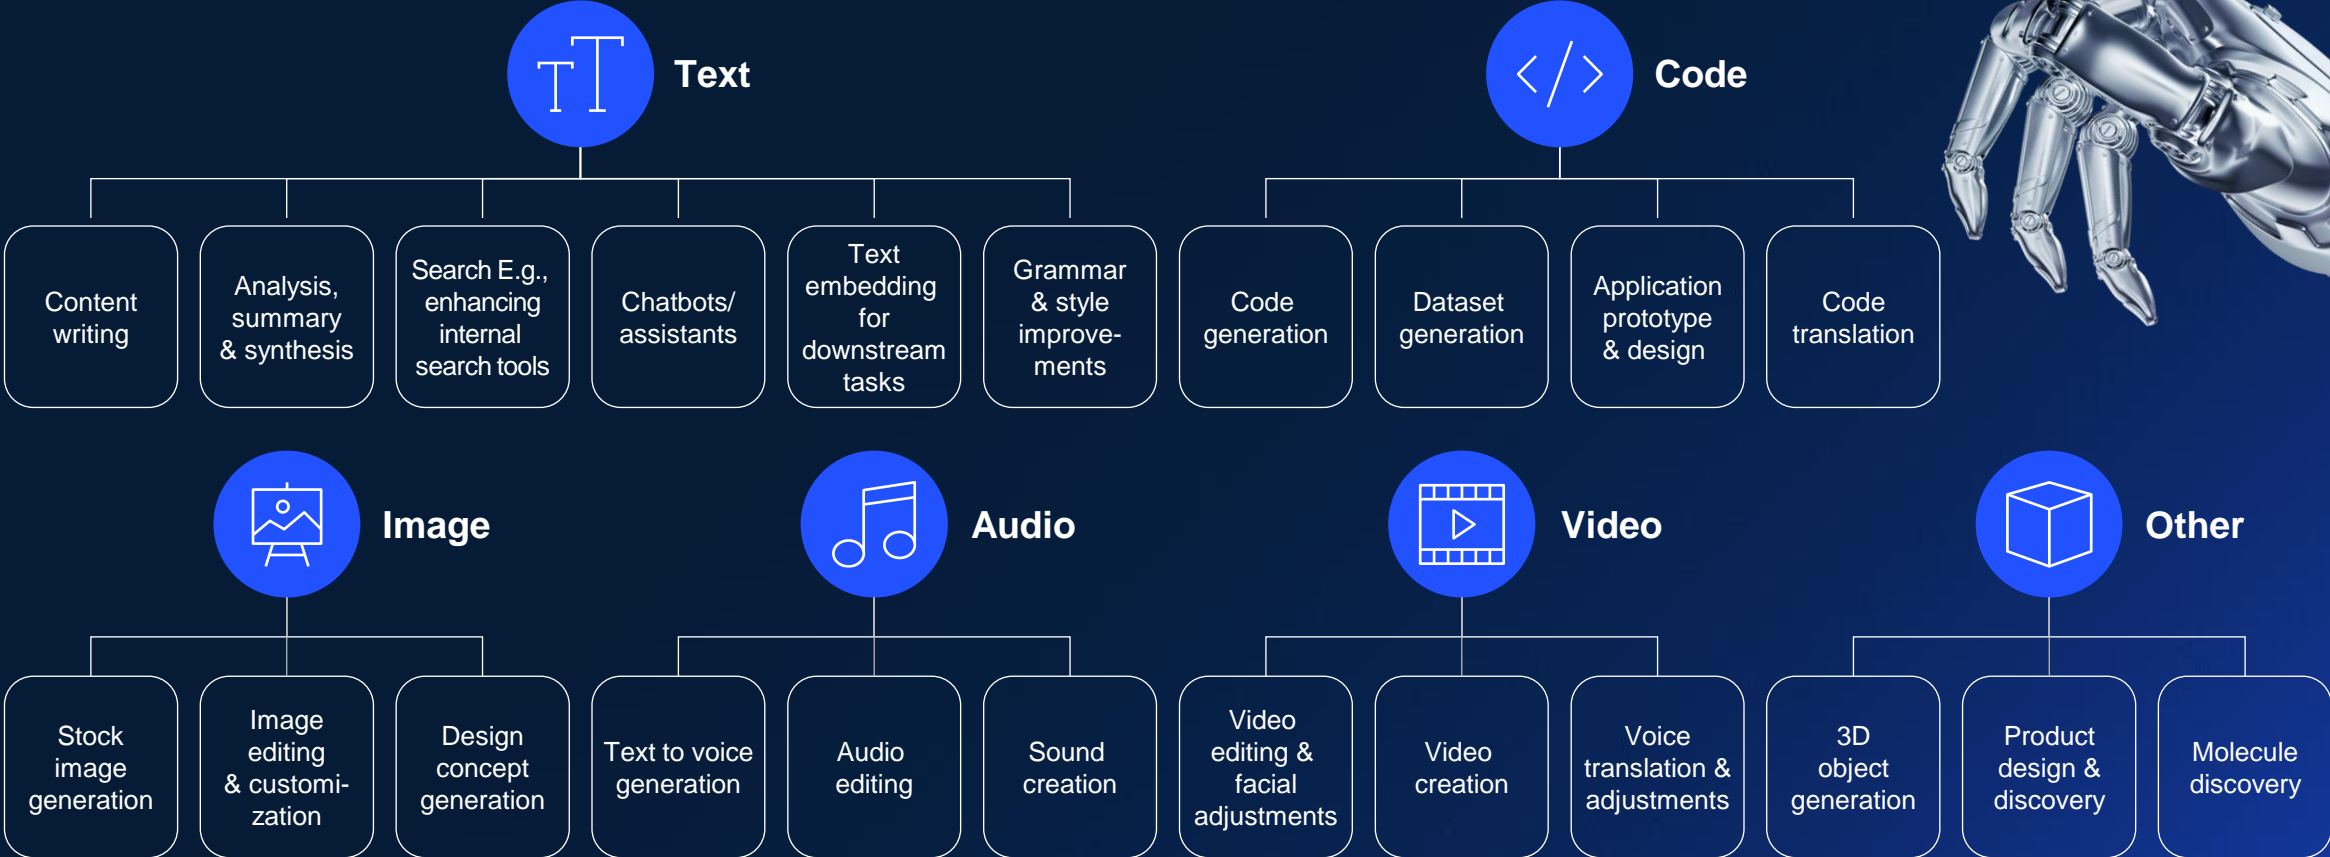 TT
Text
</>
Code
Content
writing
Analysis,
summary
& synthesis
Search E.g.,
enhancing
internal
search tools
Chatbots/
assistants
Text
embedding
for
downstream
tasks
Grammar
& style
improve-
ments
Code
generation
Dataset
generation
Application
prototype
& design
Code
translation
Image
Audio
Video
Other
Stock
image
generation
Image
editing
& customi-
zation
Design
concept
generation
Text to voice
generation
Audio
editing
Sound
creation
Video
editing &
facial
adjustments
Video
creation
Voice
translation &
adjustments
3D
object
generation
Product
design &
discovery
Molecule
discovery